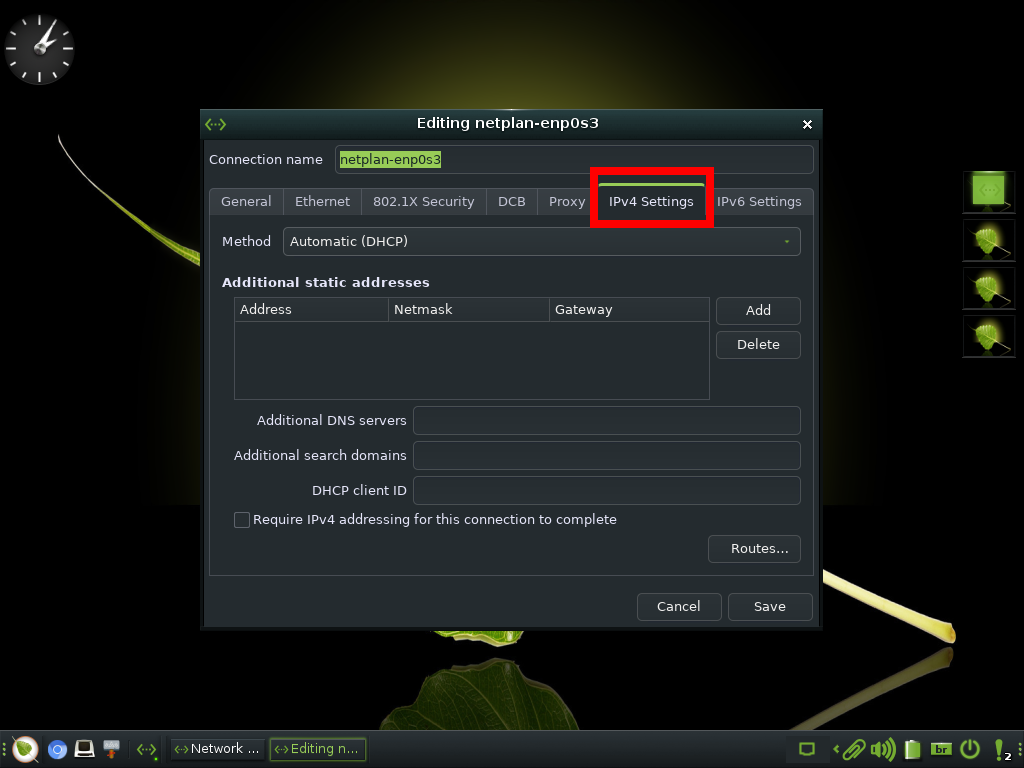 Editing netplan-enp0s3
Connection name netplan-enp0s3
General Ethernet 802.1X Security DCB Proxy IPv4 Settings IPv6 Settings
Method Automatic (DHCP)
Additional static addresses
Address Netmask Gateway
Add
Delete
Additional DNS servers
Additional search domains
DHCP client ID
Require IPv4 addressing for this connection to complete
Routes...
Cancel Save
Network ... Editing n... br 2